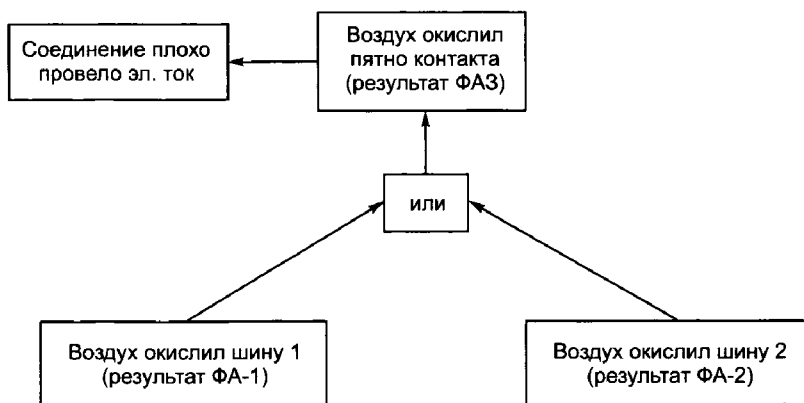 Соединение плохо
провело эл. ток
Воздух окислил
пятно контакта
(результат ФАЗ)
или
Воздух окислил шину 1
(результат ФА-1)
Воздух окислил шину 2
(результат ФА-2)